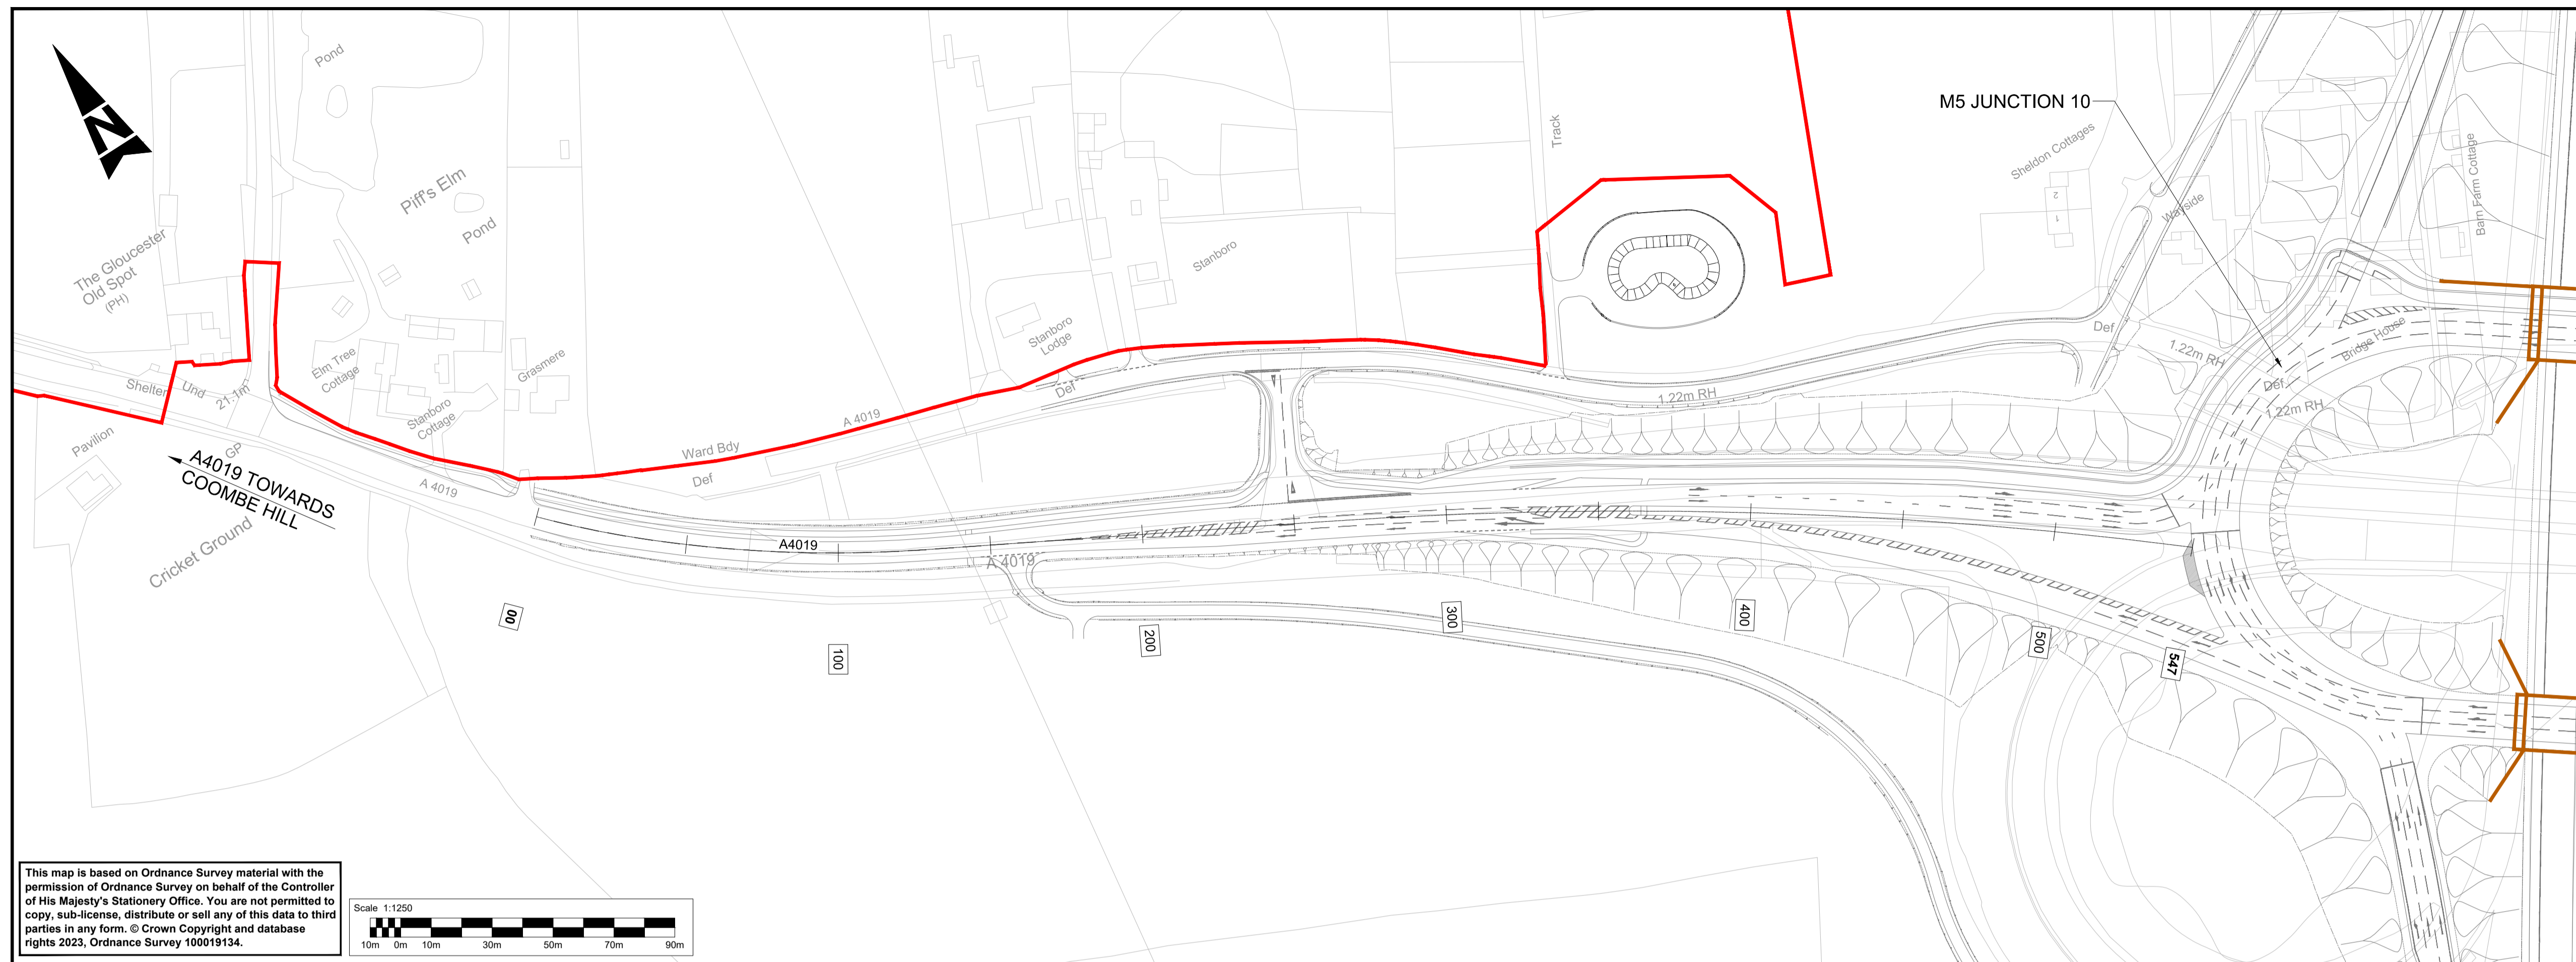 N
Pond
Piff's Elm
Pond
The Gloucester
Old Spot
(PH)
Shelter
Und
21.1m
GP
Elm Tree
Cottage
Stanboro
Cottage
Grasmere
Pavilion
Cricket Ground
A4019 TOWARDS
COOMBE HILL
A 4019
Ward Bdy
Def
A 4019
Def
Stanboro
Lodge
Stanboro
Track
M5 JUNCTION 10
Sheldon Cottages
2
1
Wayside
Barn Farm Cottage
Def
1.22m RH
Bridge House
Def
1.22m RH
1.22m RH
A4019
A 4019
00
100
200
300
400
500
547
This map is based on Ordnance Survey material with the
permission of Ordnance Survey on behalf of the Controller
of His Majesty's Stationery Office. You are not permitted to
copy, sub-license, distribute or sell any of this data to third
parties in any form. © Crown Copyright and database
rights 2023, Ordnance Survey 100019134.
Scale 1:1250
10m 0m 10m 30m 50m 70m 90m